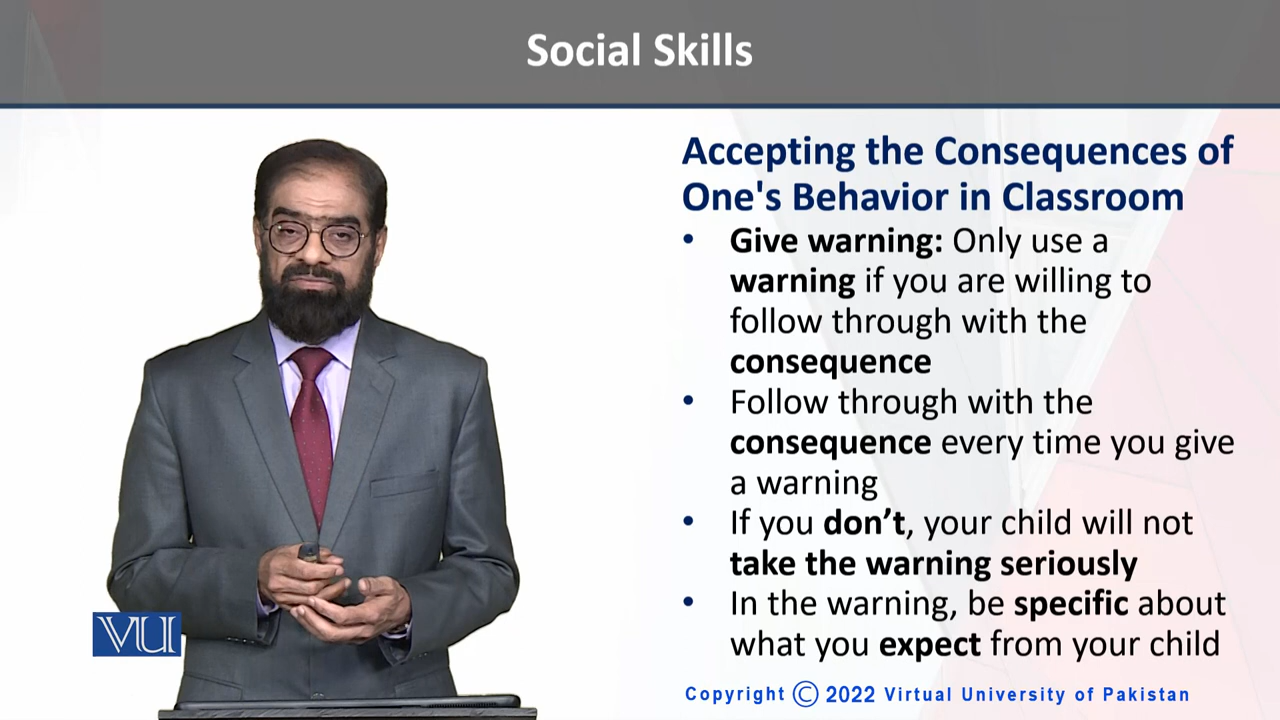 Social Skills
Accepting the Consequences of
One's Behavior in Classroom
• Give warning: Only use a
warning if you are willing to
follow through with the
consequence
• Follow through with the
consequence every time you give
a warning
• If you don’t, your child will not
take the warning seriously
• In the warning, be specific about
what you expect from your child
VU
Copyright © 2022 Virtual University of Pakistan